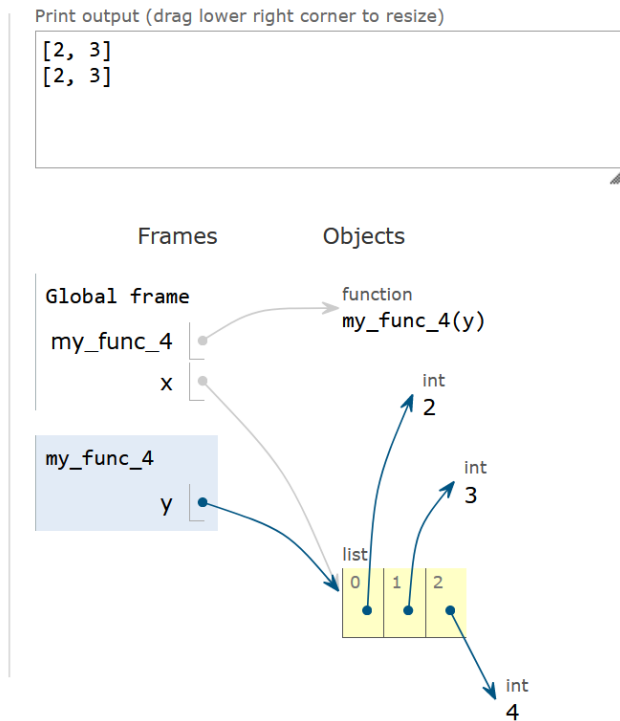 Print output (drag lower right corner to resize)
[2, 3]
[2, 3]
Frames Objects
Global frame
my_func_4
x
function
my_func_4(y)
my_func_4
y
int
2
int
3
list
0 1 2
int
4